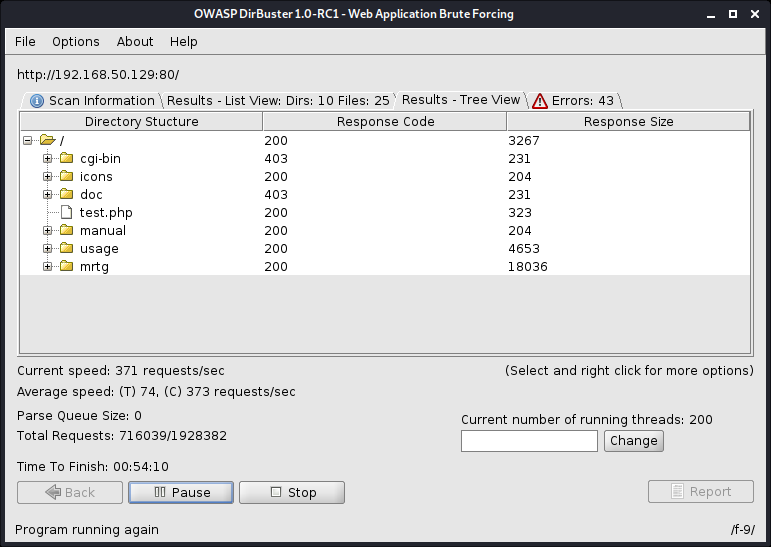 OWASP DirBuster 1.0-RC1 - Web Application Brute Forcing
File Options About Help
http://192.168.50.129:80/
Scan Information Results - List View: Dirs: 10 Files: 25 Results - Tree View Errors: 43
Directory Stucture Response Code Response Size
/ 200 3267
cgi-bin 403 231
icons 200 204
doc 403 231
test.php 200 323
manual 200 204
usage 200 4653
mrtg 200 18036
Current speed: 371 requests/sec (Select and right click for more options)
Average speed: (T) 74, (C) 373 requests/sec
Parse Queue Size: 0 Current number of running threads: 200
Total Requests: 716039/1928382 Change
Time To Finish: 00:54:10
Back Pause Stop Report
Program running again /f-9/